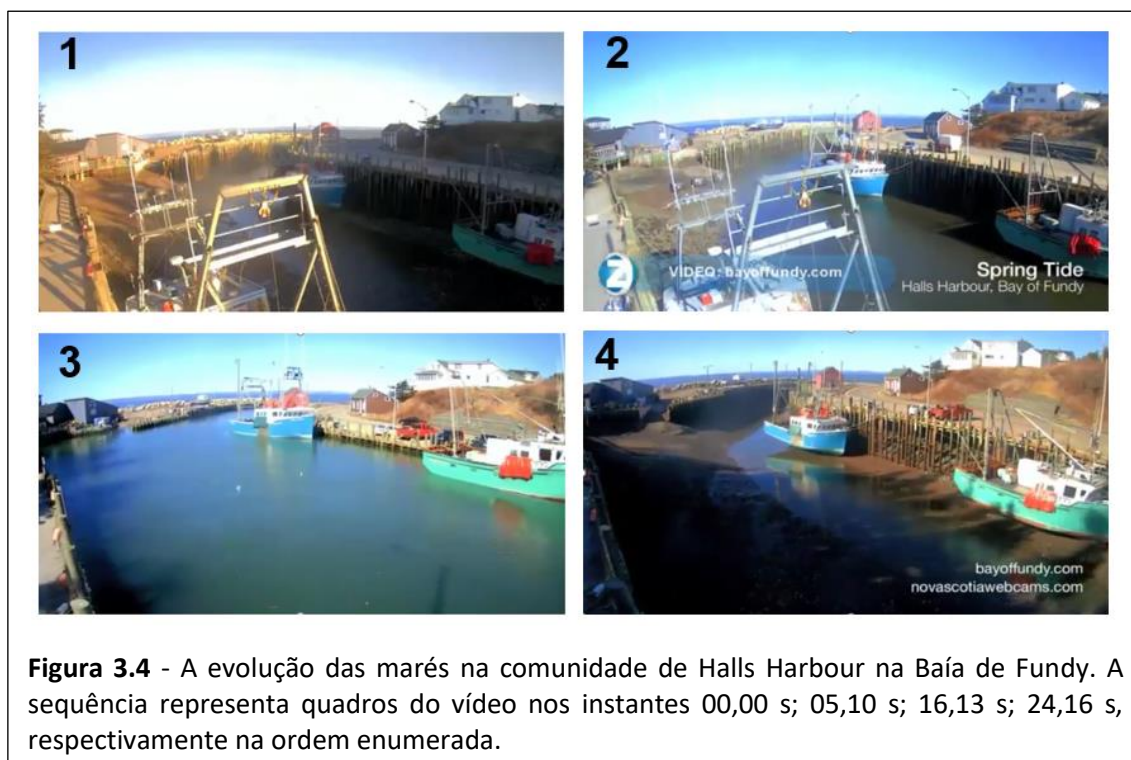 1
2
VÍDEO: bayoffundy.com
Spring Tide
Halls Harbour, Bay of Fundy
3
4
bayoffundy.com
novascotiawebcams.com
Figura 3.4 - A evolução das marés na comunidade de Halls Harbour na Baía de Fundy. A
sequência representa quadros do vídeo nos instantes 00,00 s; 05,10 s; 16,13 s; 24,16 s,
respectivamente na ordem enumerada.